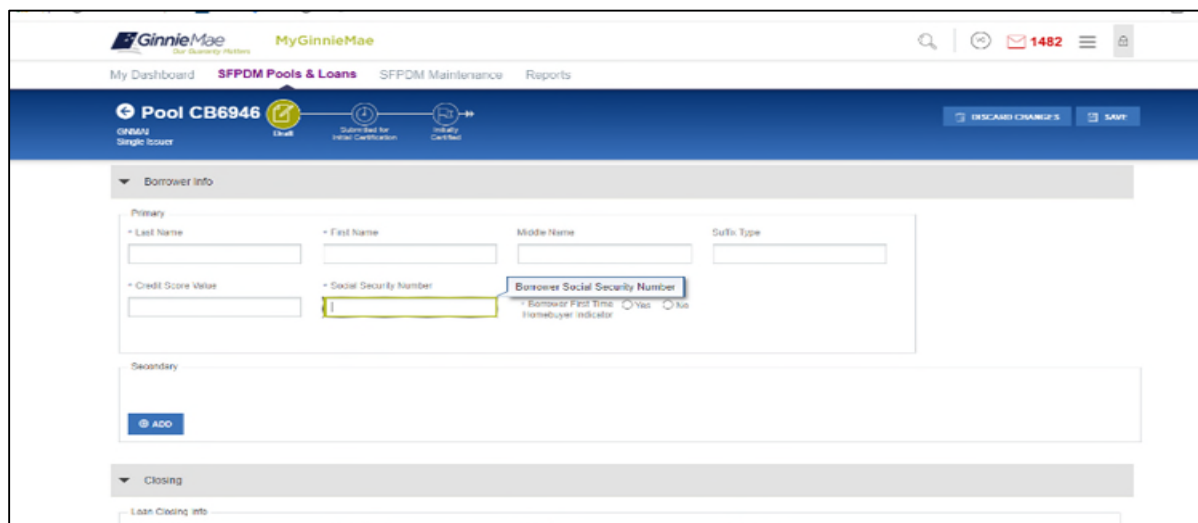 GinnieMae
Our Guaranty Matters
MyGinnieMae
1482
My Dashboard SFPDM Pools & Loans SFPDM Maintenance Reports
Pool CB6946
GNMAI
Single Issuer
Draft
Submitted for
Initial Certification
Initially
Certified
DISCARD CHANGES
SAVE
Borrower Info
Primary
* Last Name * First Name Middle Name Suffix Type
* Credit Score Value * Social Security Number Borrower Social Security Number
* Borrower First Time
Homebuyer Indicator
Yes No
Secondary
ADD
Closing
Loan Closing Info